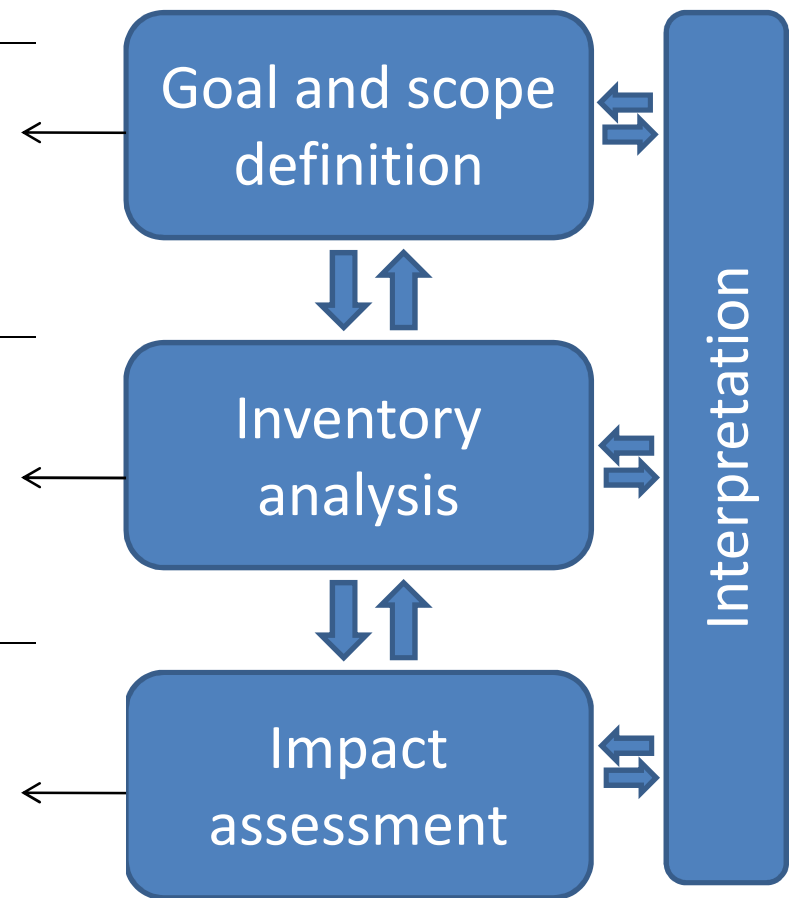 Goal and scope
definition
Inventory
analysis
Impact
assessment
Interpretation